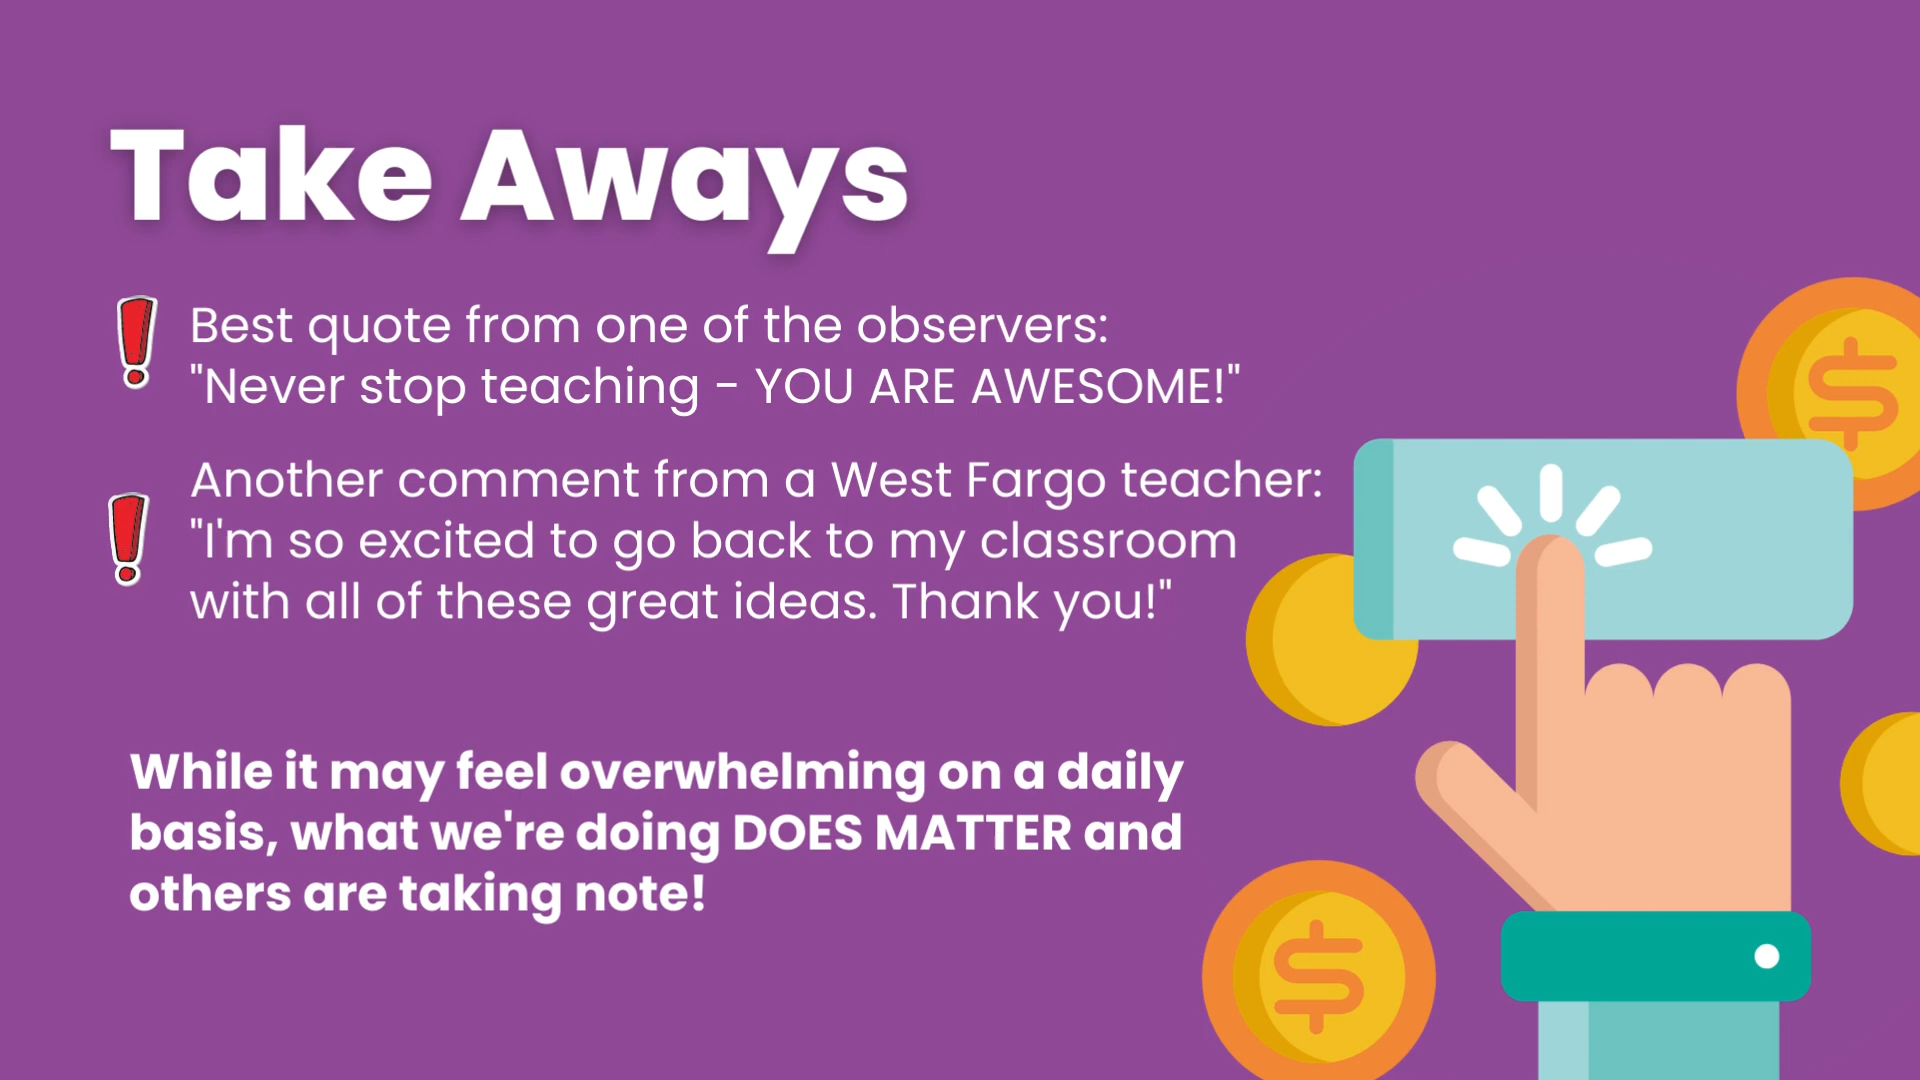 Take Aways
Best quote from one of the observers:
"Never stop teaching - YOU ARE AWESOME!"
Another comment from a West Fargo teacher:
"I'm so excited to go back to my classroom
with all of these great ideas. Thank you!"
While it may feel overwhelming on a daily
basis, what we're doing DOES MATTER and
others are taking note!